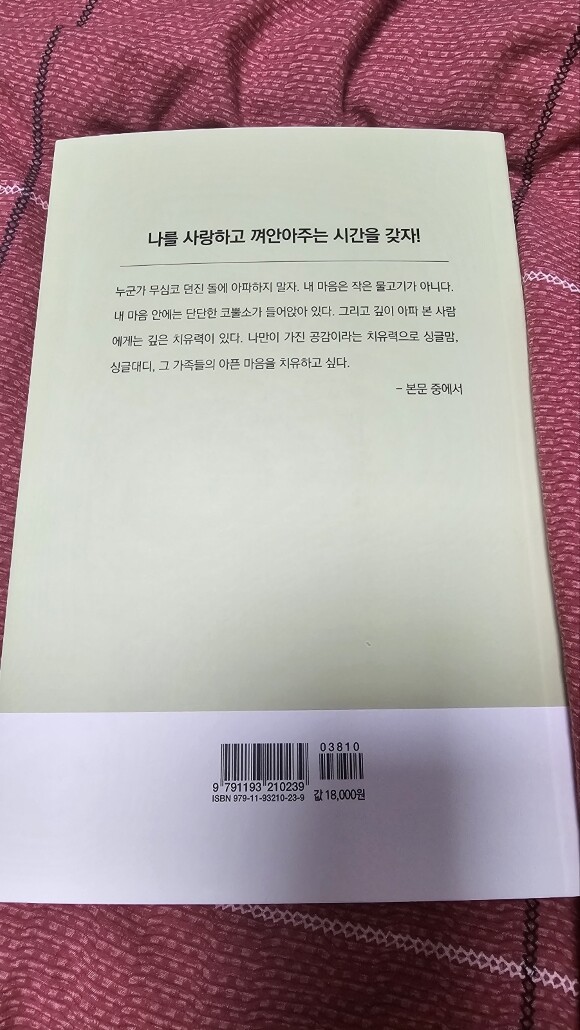 나를 사랑하고 껴안아주는 시간을 갖자!
누군가 무심코 던진 돌에 아파하지 말자. 내 마음은 작은 물고기가 아니다.
내 마음 안에는 단단한 코뿔소가 들어앉아 있다. 그리고 깊이 아파 본 사람
에게는 깊은 치유력이 있다. 나만이 가진 공감이라는 치유력으로 싱글맘,
싱글대디, 그 가족들의 아픈 마음을 치유하고 싶다.
- 본문 중에서
03810
9 791193 210239
ISBN 979-11-93210-23-9 값 18,000원